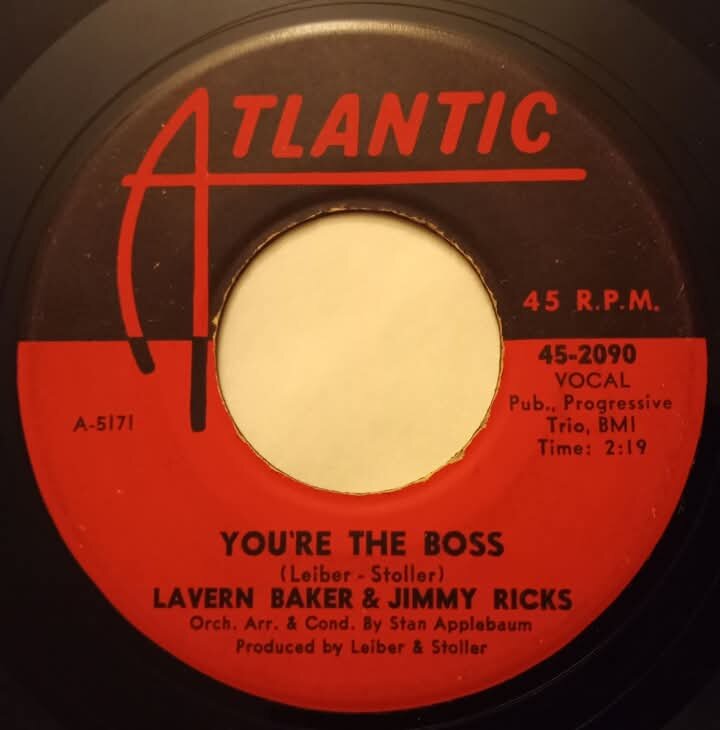 ATLANTIC
45 R.P.M.
45-2090
VOCAL
Pub., Progressive
Trio, BMI
Time: 2:19
A-5171
YOU'RE THE BOSS
(Leiber - Stoller)
LAVERN BAKER & JIMMY RICKS
Orch. Arr. & Cond. By Stan Applebaum
Produced by Leiber & Stoller